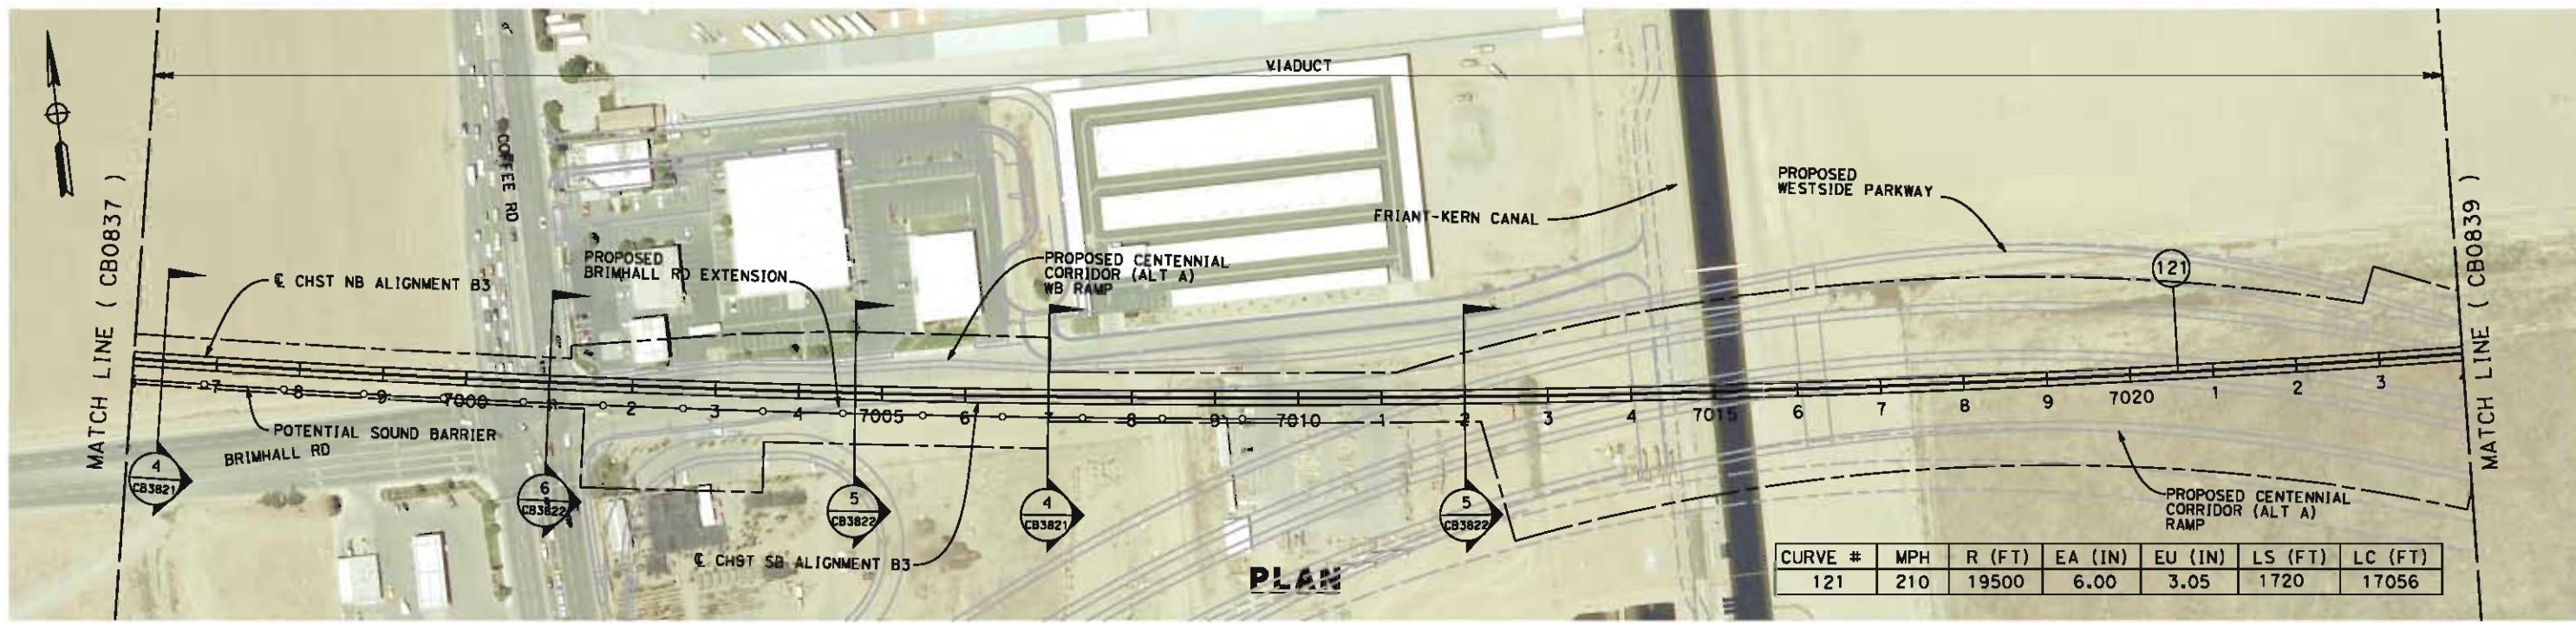 VIADUCT
COFFEE RD
MATCH LINE ( CB0837 )
℄ CHST NB ALIGNMENT B3
PROPOSED
BRIMHALL RD EXTENSION
PROPOSED CENTENNIAL
CORRIDOR (ALT A)
WB RAMP
FRIANT-KERN CANAL
PROPOSED
WESTSIDE PARKWAY
121
MATCH LINE ( CB0839 )
7 8 9 7000 1 2 3 4 7005 6 7 8 9 7010 1 2 3 4 7015 6 7 8 9 7020 1 2 3
POTENTIAL SOUND BARRIER
BRIMHALL RD
4
CB3821
6
CB3822
5
CB3822
4
CB3821
5
CB3822
℄ CHST SB ALIGNMENT B3
PROPOSED CENTENNIAL
CORRIDOR (ALT A)
RAMP
PLAN
CURVE # MPH R (FT) EA (IN) EU (IN) LS (FT) LC (FT)
121 210 19500 6.00 3.05 1720 17056